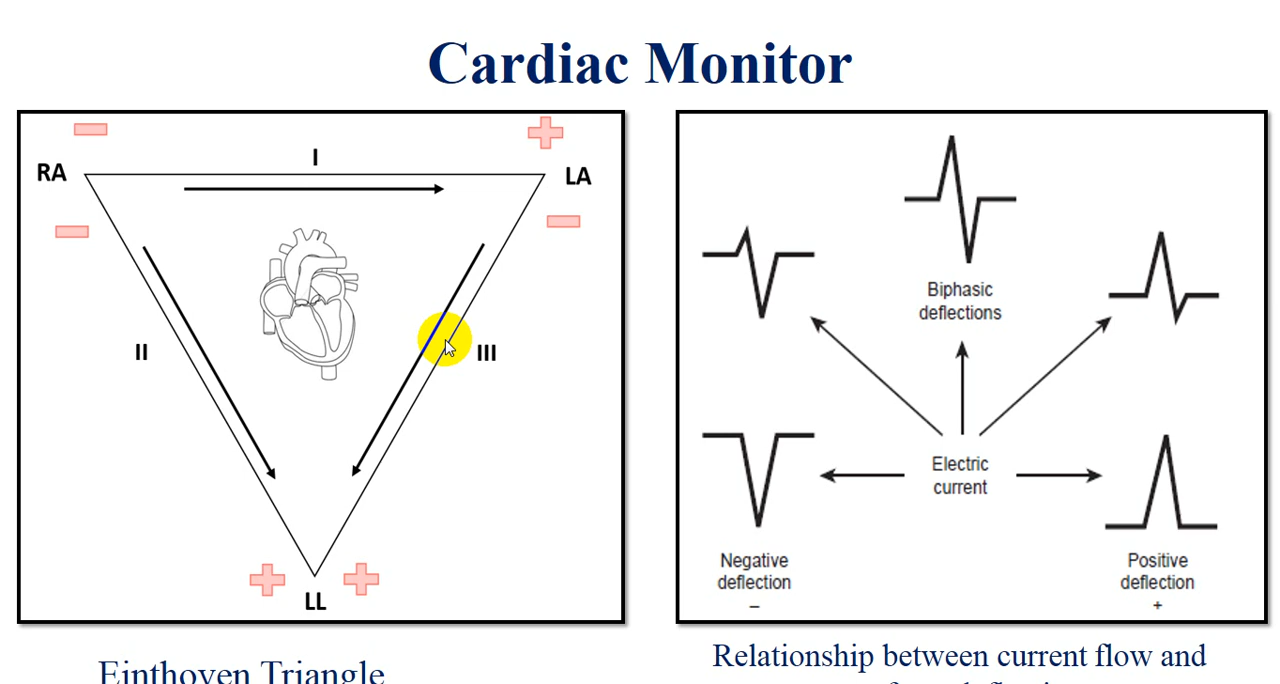 Cardiac Monitor
I
RA
LA
II
III
LL
Einthoven Triangle
Biphasic
deflections
Electric
current
Negative
deflection
–
Positive
deflection
+
Relationship between current flow and